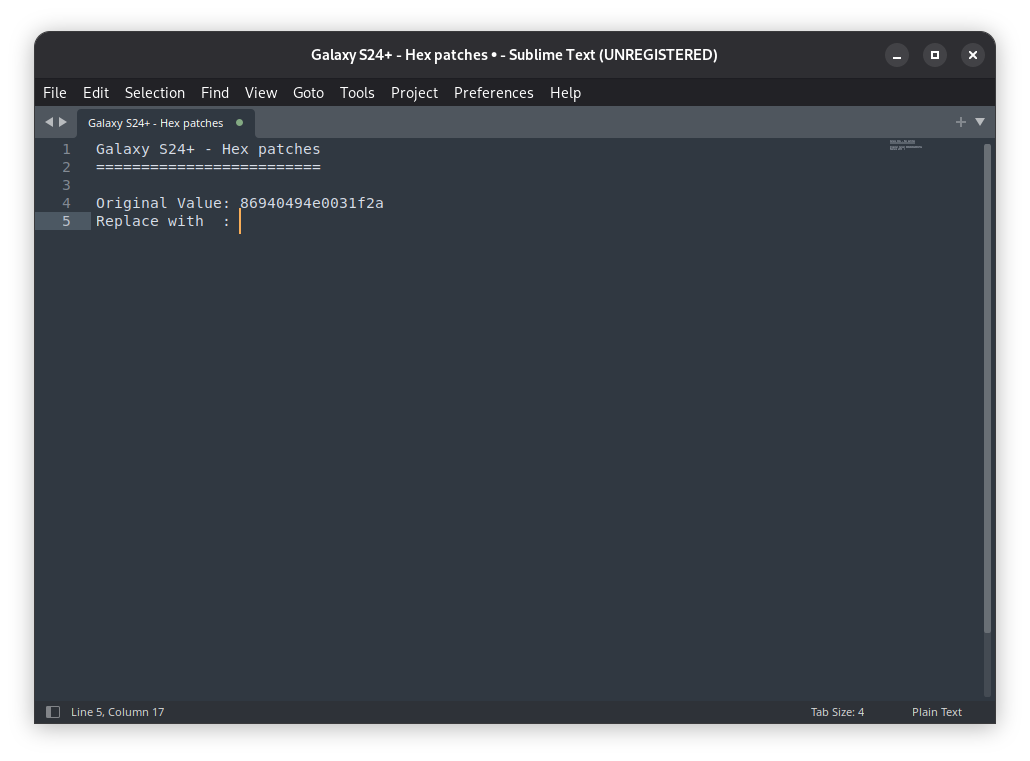 Galaxy S24+ - Hex patches • - Sublime Text (UNREGISTERED)
File Edit Selection Find View Goto Tools Project Preferences Help
Galaxy S24+ - Hex patches
1 Galaxy S24+ - Hex patches
2 =========================
3
4 Original Value: 86940494e0031f2a
5 Replace with  :
Line 5, Column 17 Tab Size: 4 Plain Text